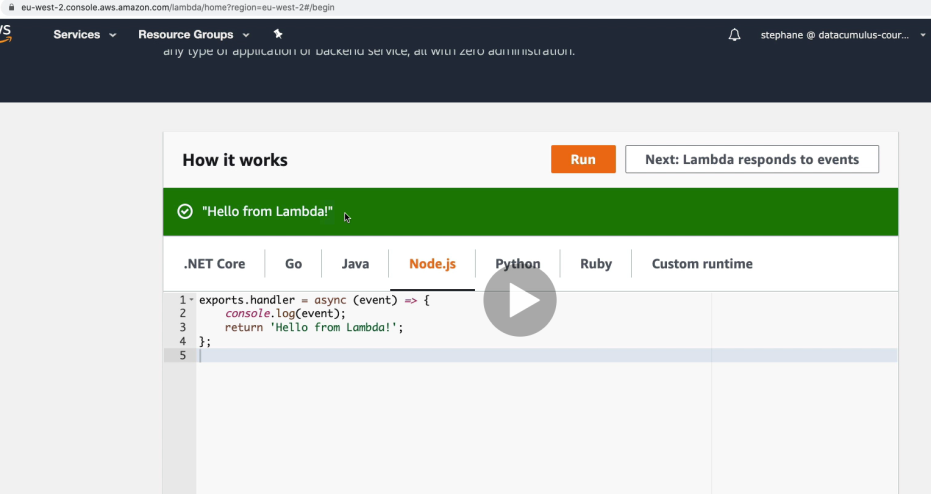 eu-west-2.console.aws.amazon.com/lambda/home?region=eu-west-2#/begin
Services Resource Groups stephane @ datacumulus-cour...
any type of application or backend service, all with zero administration.
How it works Run Next: Lambda responds to events
"Hello from Lambda!"
.NET Core Go Java Node.js Python Ruby Custom runtime
1 exports.handler = async (event) => {
2 console.log(event);
3 return 'Hello from Lambda!';
4 };
5